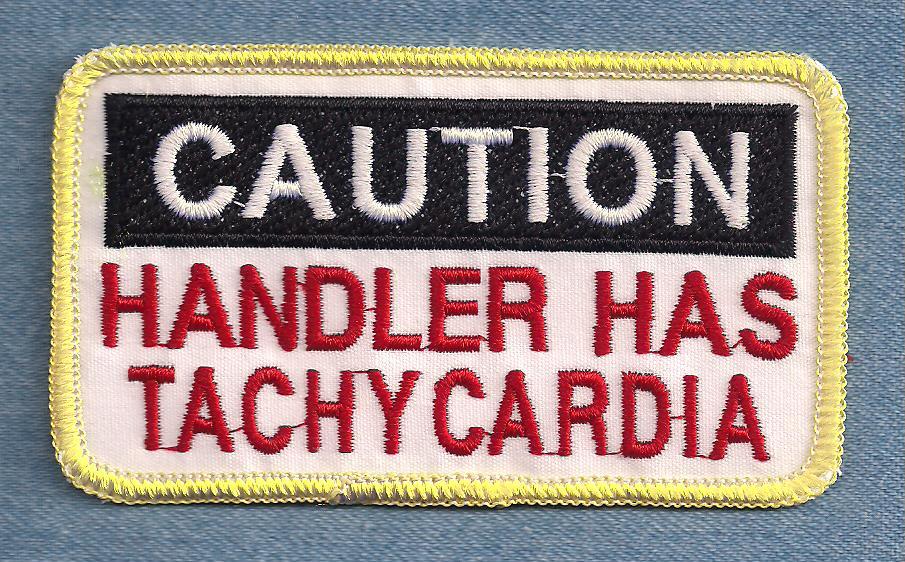 CAUTION
HANDLER HAS
TACHYCARDIA